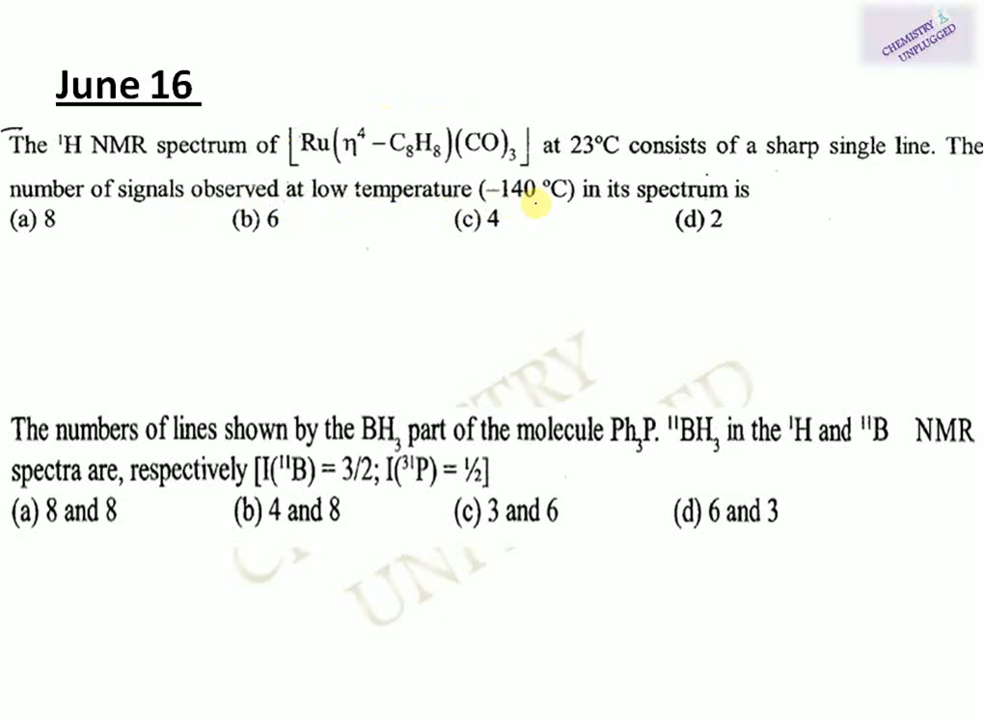 CHEMISTRY
UNPLUGGED
June 16
The ¹H NMR spectrum of [Ru(η⁴–C₈H₈)(CO)₃] at 23°C consists of a sharp single line. The
number of signals observed at low temperature (–140 °C) in its spectrum is
(a) 8 (b) 6 (c) 4 (d) 2
The numbers of lines shown by the BH₃ part of the molecule Ph₃P. ¹¹BH₃ in the ¹H and ¹¹B NMR
spectra are, respectively [I(¹¹B) = 3/2; I(³¹P) = ½]
(a) 8 and 8 (b) 4 and 8 (c) 3 and 6 (d) 6 and 3